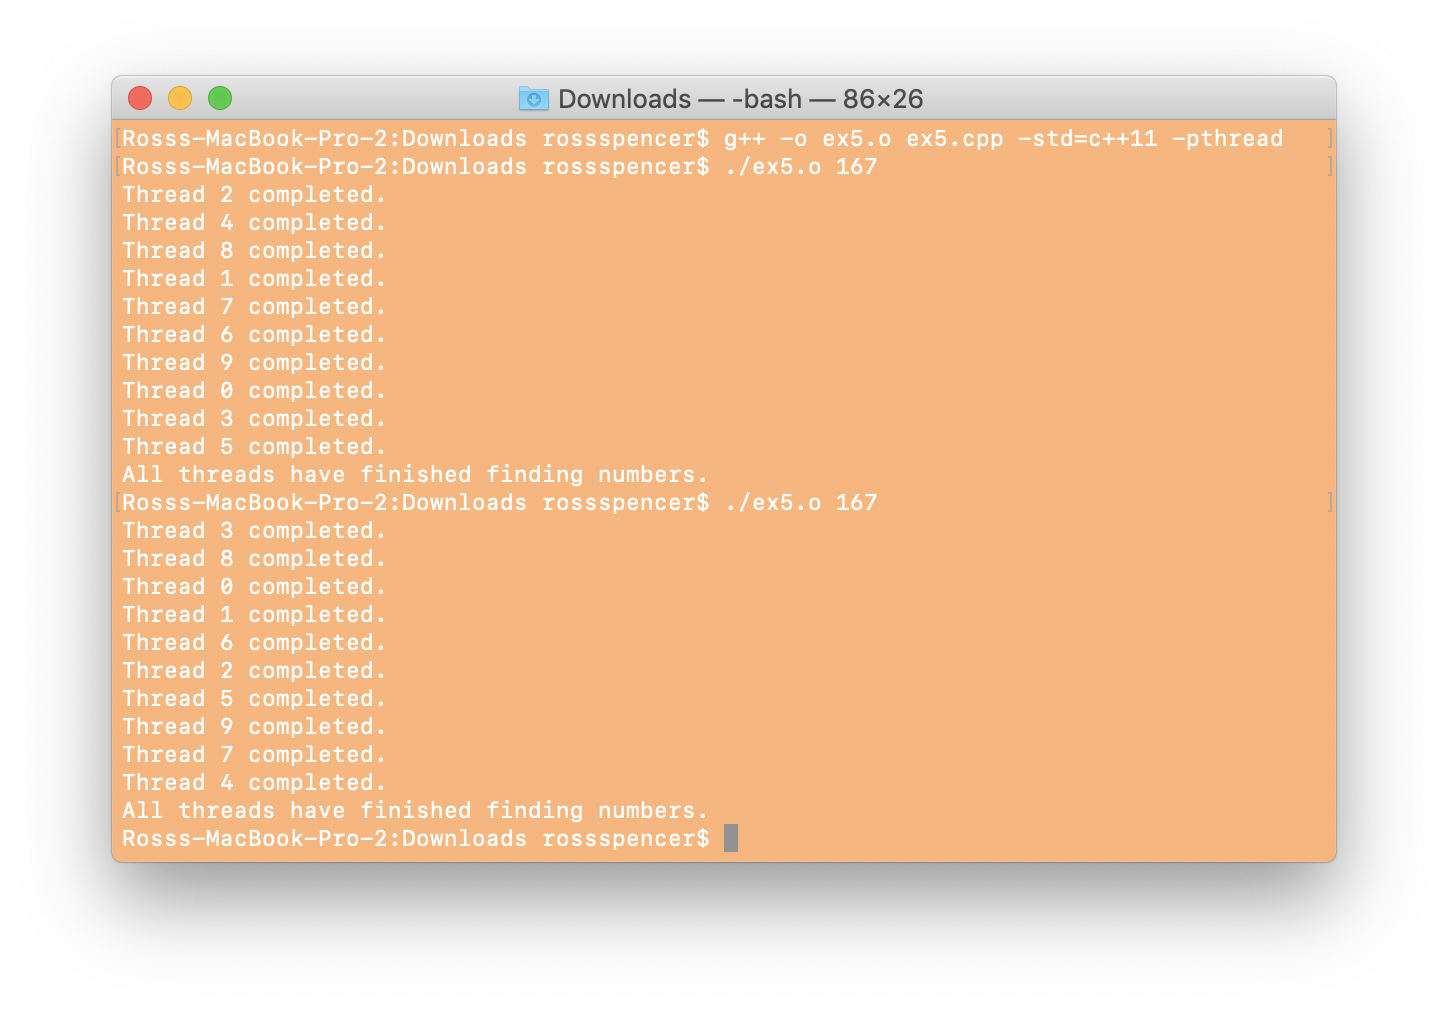 Downloads — -bash — 86×26
[Rosss-MacBook-Pro-2:Downloads rossspencer$ g++ -o ex5.o ex5.cpp -std=c++11 -pthread ]
[Rosss-MacBook-Pro-2:Downloads rossspencer$ ./ex5.o 167 ]
Thread 2 completed.
Thread 4 completed.
Thread 8 completed.
Thread 1 completed.
Thread 7 completed.
Thread 6 completed.
Thread 9 completed.
Thread 0 completed.
Thread 3 completed.
Thread 5 completed.
All threads have finished finding numbers.
[Rosss-MacBook-Pro-2:Downloads rossspencer$ ./ex5.o 167 ]
Thread 3 completed.
Thread 8 completed.
Thread 0 completed.
Thread 1 completed.
Thread 6 completed.
Thread 2 completed.
Thread 5 completed.
Thread 9 completed.
Thread 7 completed.
Thread 4 completed.
All threads have finished finding numbers.
Rosss-MacBook-Pro-2:Downloads rossspencer$